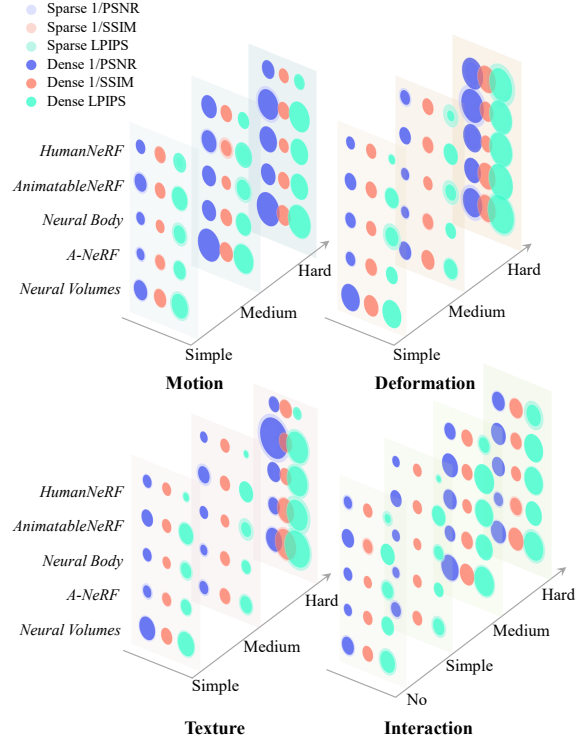 Sparse 1/PSNR
Sparse 1/SSIM
Sparse LPIPS
Dense 1/PSNR
Dense 1/SSIM
Dense LPIPS
HumanNeRF
AnimatableNeRF
Neural Body
A-NeRF
Neural Volumes
Simple
Medium
Hard
Motion
Simple
Medium
Hard
Deformation
HumanNeRF
AnimatableNeRF
Neural Body
A-NeRF
Neural Volumes
Simple
Medium
Hard
Texture
No
Simple
Medium
Hard
Interaction